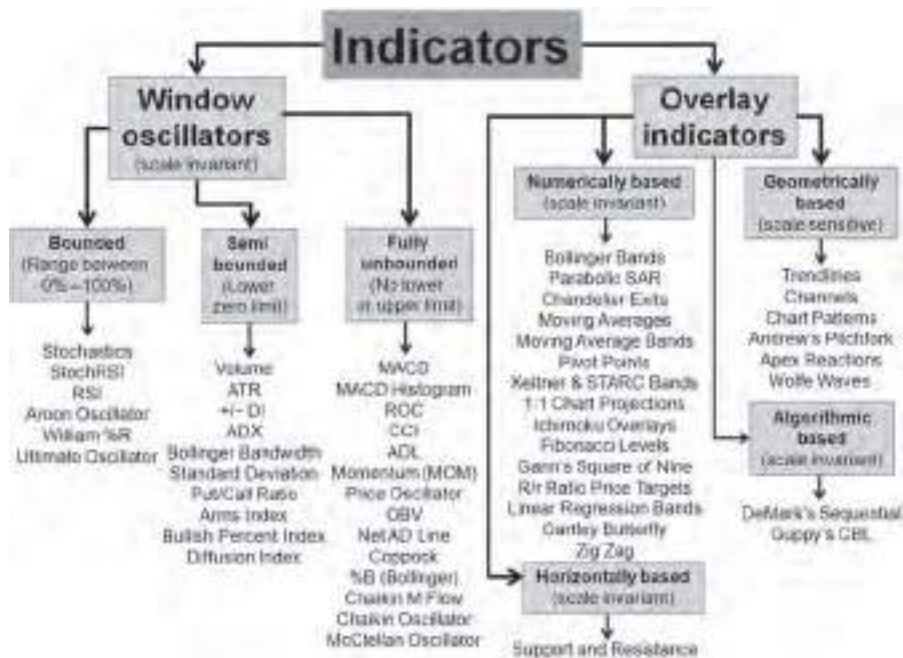 Indicators
Window
oscillators
(scale invariant)
Bounded
(Range between
0%–100%)
Stochastics
StochRSI
RSI
Aroon Oscillator
William %R
Ultimate Oscillator
Semi
bounded
(Lower
zero limit)
Volume
ATR
+/– DI
ADX
Bollinger Bandwidth
Standard Deviation
Put/Call Ratio
Arms Index
Bullish Percent Index
Diffusion Index
Fully
unbounded
(No lower
or upper limit)
MACD
MACD Histogram
ROC
CCI
ADL
Momentum (MOM)
Price Oscillator
OBV
Net AD Line
Coppock
%B (Bollinger)
Chaikin M Flow
Chaikin Oscillator
McClellan Oscillator
Overlay
indicators
Numerically based
(scale invariant)
Bollinger Bands
Parabolic SAR
Chandelier Exits
Moving Averages
Moving Average Bands
Pivot Points
Keltner & STARC Bands
1:1 Chart Projections
Ichimoku Overlays
Fibonacci Levels
Gann's Square of Nine
R/r Ratio Price Targets
Linear Regression Bands
Gartley Butterfly
Zig Zag
Horizontally based
(scale invariant)
Support and Resistance
Geometrically
based
(scale sensitive)
Trendlines
Channels
Chart Patterns
Andrew's Pitchfork
Apex Reactions
Wolfe Waves
Algorithmic
based
(scale invariant)
DeMark's Sequential
Guppy's CBL